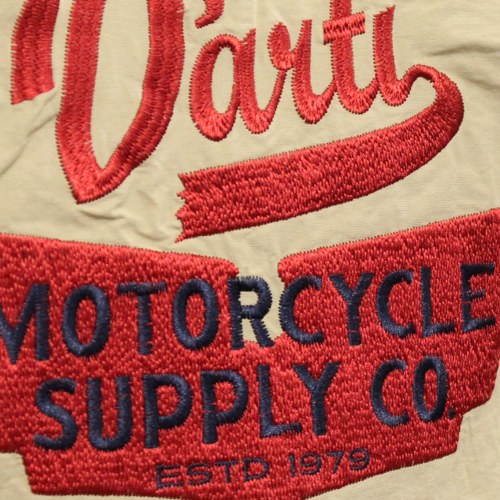 D'arti
MOTORCYCLE
SUPPLY CO.
ESTD 1979